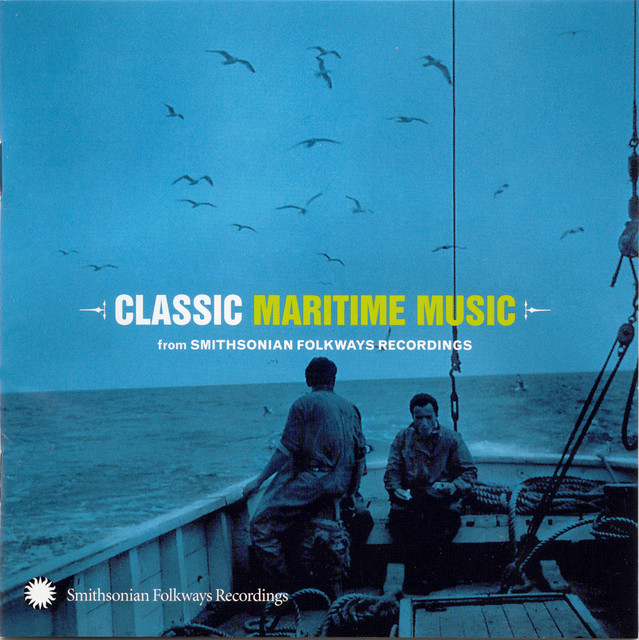 CLASSIC MARITIME MUSIC
from SMITHSONIAN FOLKWAYS RECORDINGS
Smithsonian Folkways Recordings